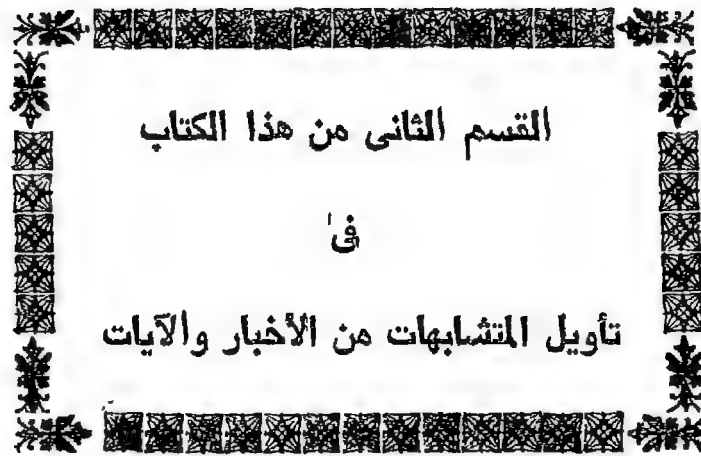 القسم الثانى من هذا الكتاب
فى
تأويل المتشابهات من الأخبار والآيات